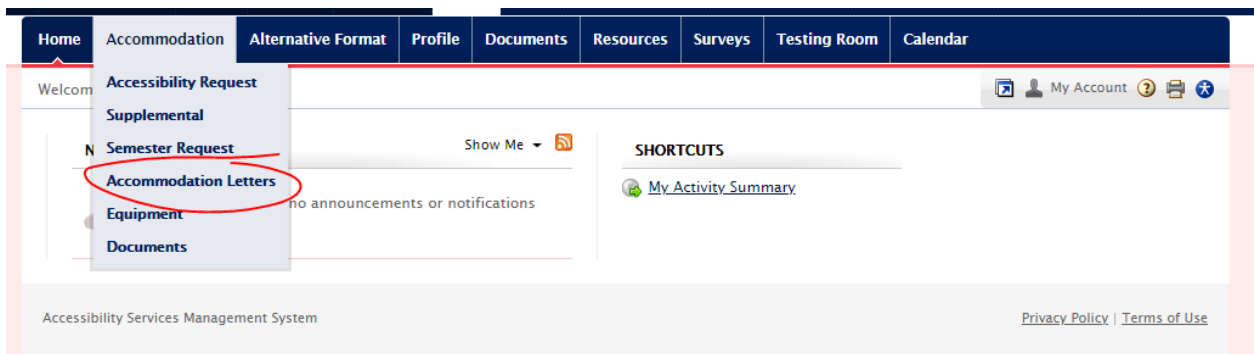 Home Accommodation Alternative Format Profile Documents Resources Surveys Testing Room Calendar
Welcom
My Account
Accessibility Request
Supplemental
Semester Request
Accommodation Letters
Equipment
Documents
N
Show Me
no announcements or notifications
SHORTCUTS
My Activity Summary
Accessibility Services Management System
Privacy Policy | Terms of Use